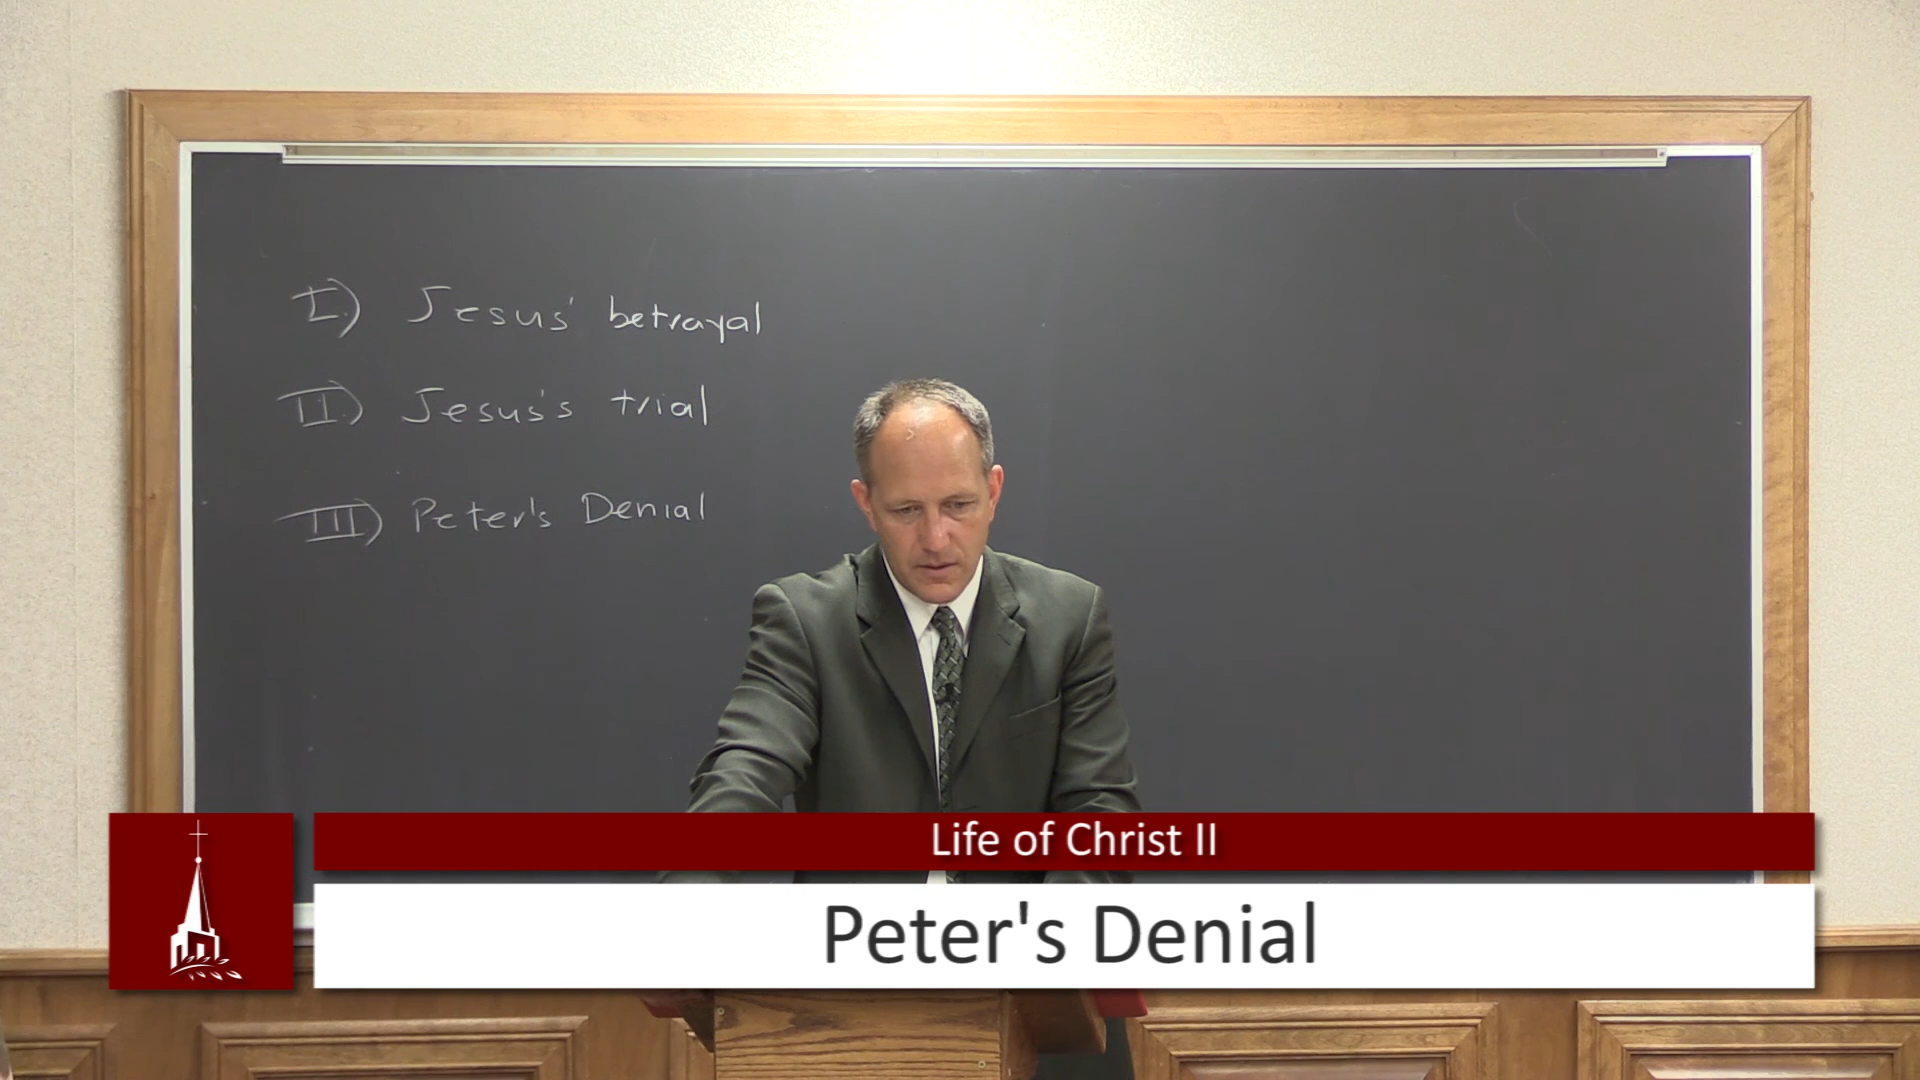 I.) Jesus' betrayal
II.) Jesus's trial
III.) Peter's Denial
Life of Christ II
Peter's Denial